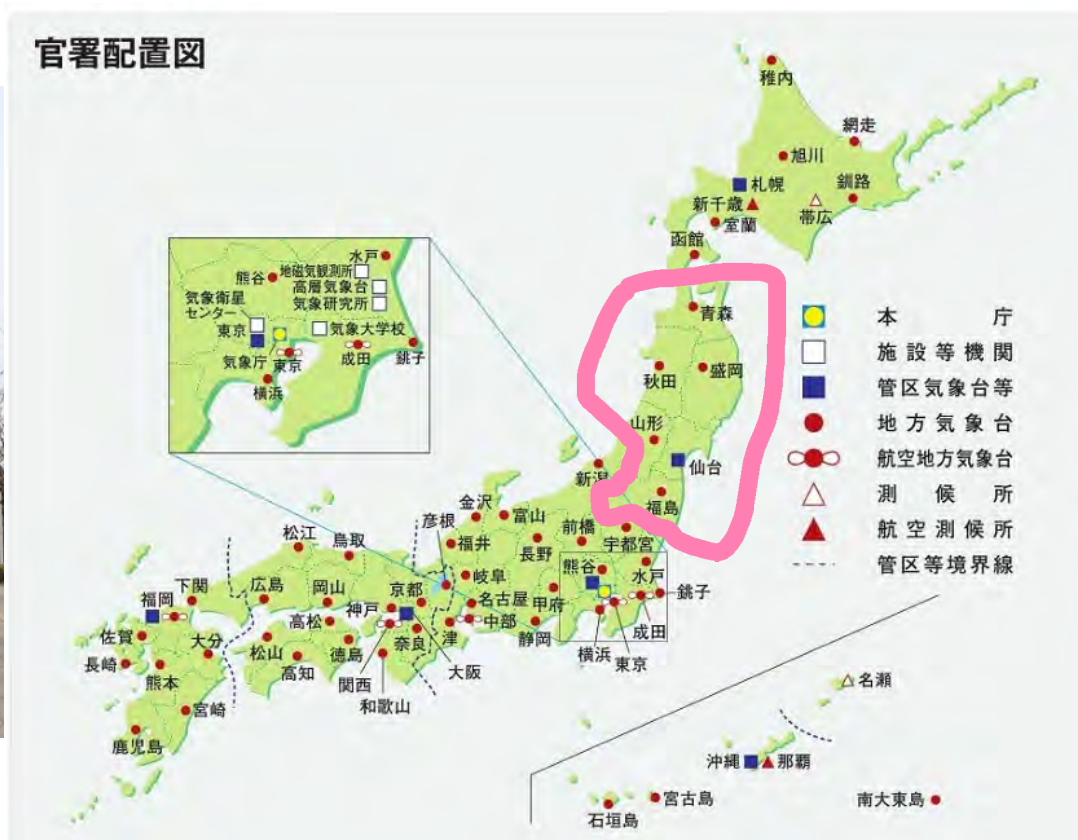 官署配置図
稚内
網走
旭川
札幌
釧路
新千歳
帯広
室蘭
函館
水戸
地磁気観測所
熊谷
高層気象台
気象衛星
センター
気象研究所
東京
気象大学校
気象庁
東京
成田
銚子
横浜
青森
秋田
盛岡
山形
仙台
新潟
福島
本庁
施設等機関
管区気象台等
地方気象台
航空地方気象台
測候所
航空測候所
管区等境界線
金沢
彦根
富山
前橋
宇都宮
松江
鳥取
福井
長野
熊谷
水戸
下関
広島
岡山
京都
岐阜
銚子
福岡
神戸
名古屋
甲府
佐賀
高松
中部
成田
大分
奈良
津
静岡
長崎
松山
徳島
横浜
東京
熊本
高知
関西
大阪
宮崎
和歌山
鹿児島
名瀬
沖縄
那覇
宮古島
南大東島
石垣島